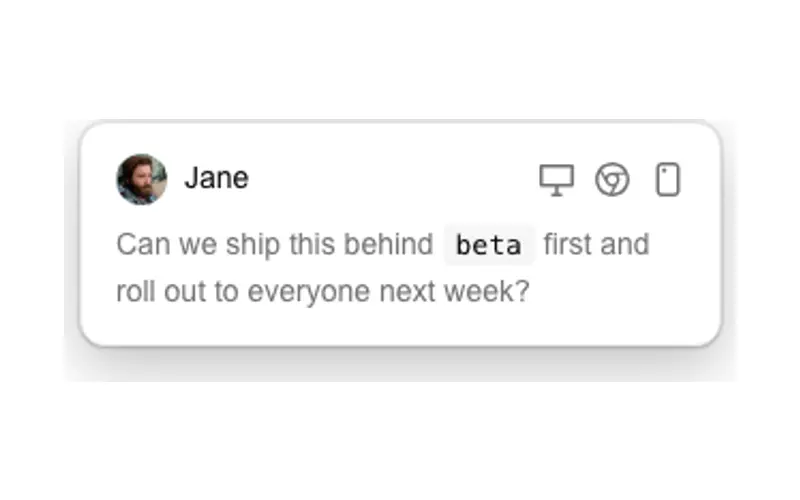 Jane
Can we ship this behind beta first and
roll out to everyone next week?